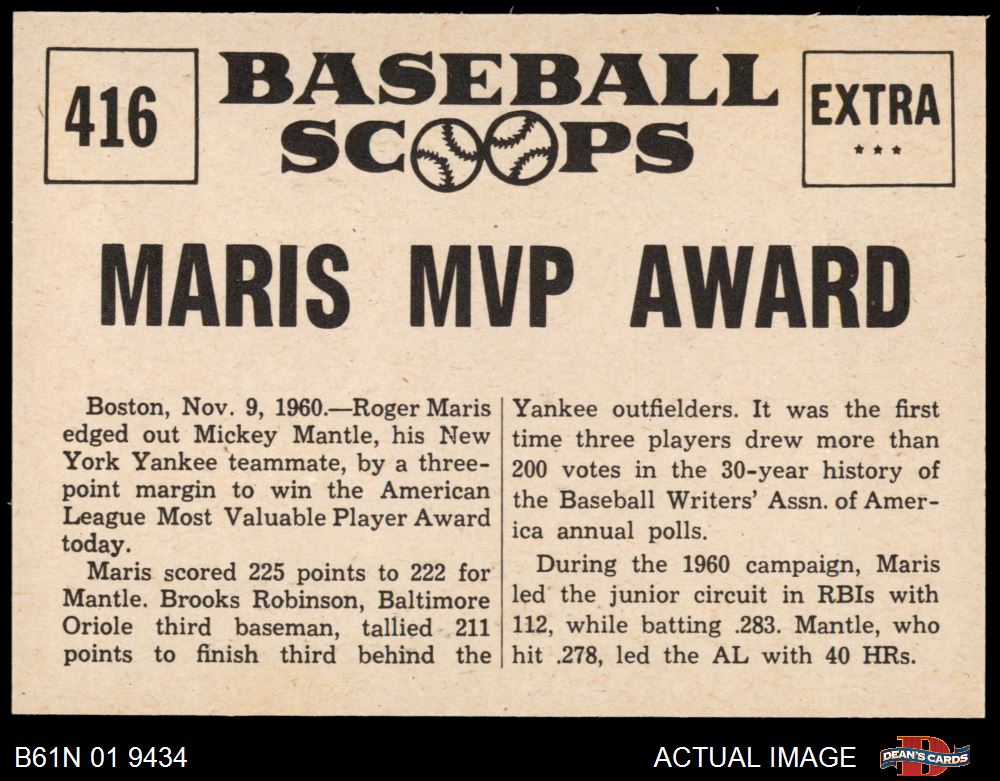 416
BASEBALL
SCOOPS
EXTRA
MARIS MVP AWARD
Boston, Nov. 9, 1960.—Roger Maris
edged out Mickey Mantle, his New
York Yankee teammate, by a three-
point margin to win the American
League Most Valuable Player Award
today.
Maris scored 225 points to 222 for
Mantle. Brooks Robinson, Baltimore
Oriole third baseman, tallied 211
points to finish third behind the
Yankee outfielders. It was the first
time three players drew more than
200 votes in the 30-year history of
the Baseball Writers' Assn. of Amer-
ica annual polls.
During the 1960 campaign, Maris
led the junior circuit in RBIs with
112, while batting .283. Mantle, who
hit .278, led the AL with 40 HRs.
B61N 01 9434
ACTUAL IMAGE
DEAN'S CARDS